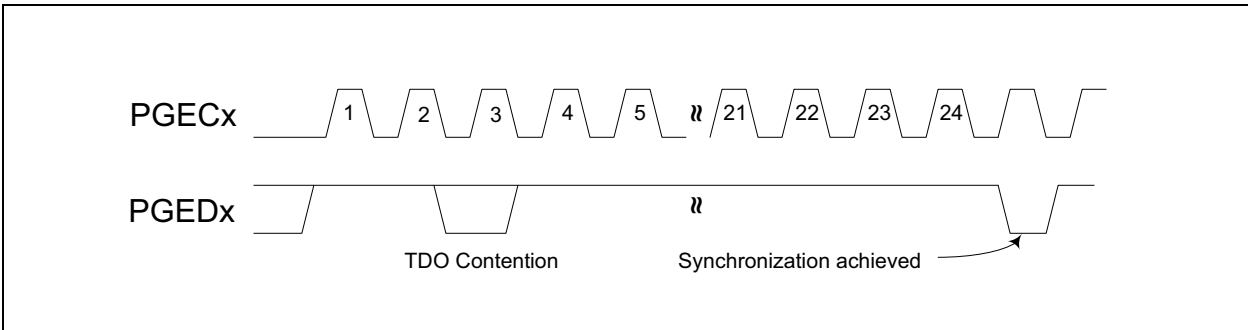 PGECx 1 2 3 4 5 21 22 23 24
PGEDx
TDO Contention Synchronization achieved